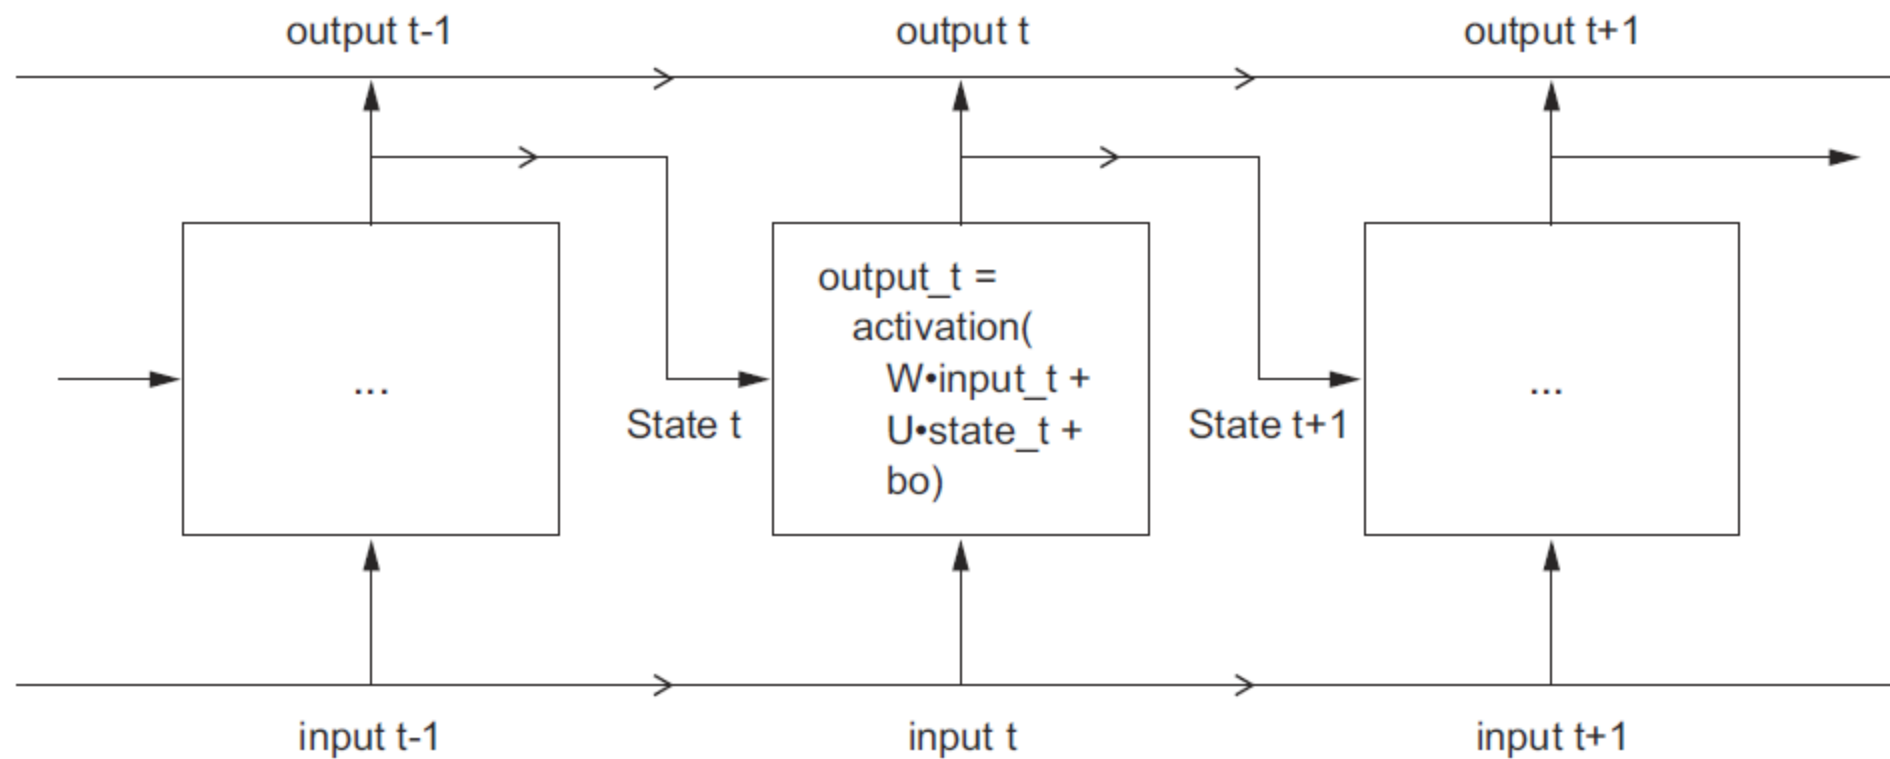 output t-1
output t
output t+1
output_t =
activation(
W•input_t +
U•state_t +
bo)
...
...
State t
State t+1
input t-1
input t
input t+1